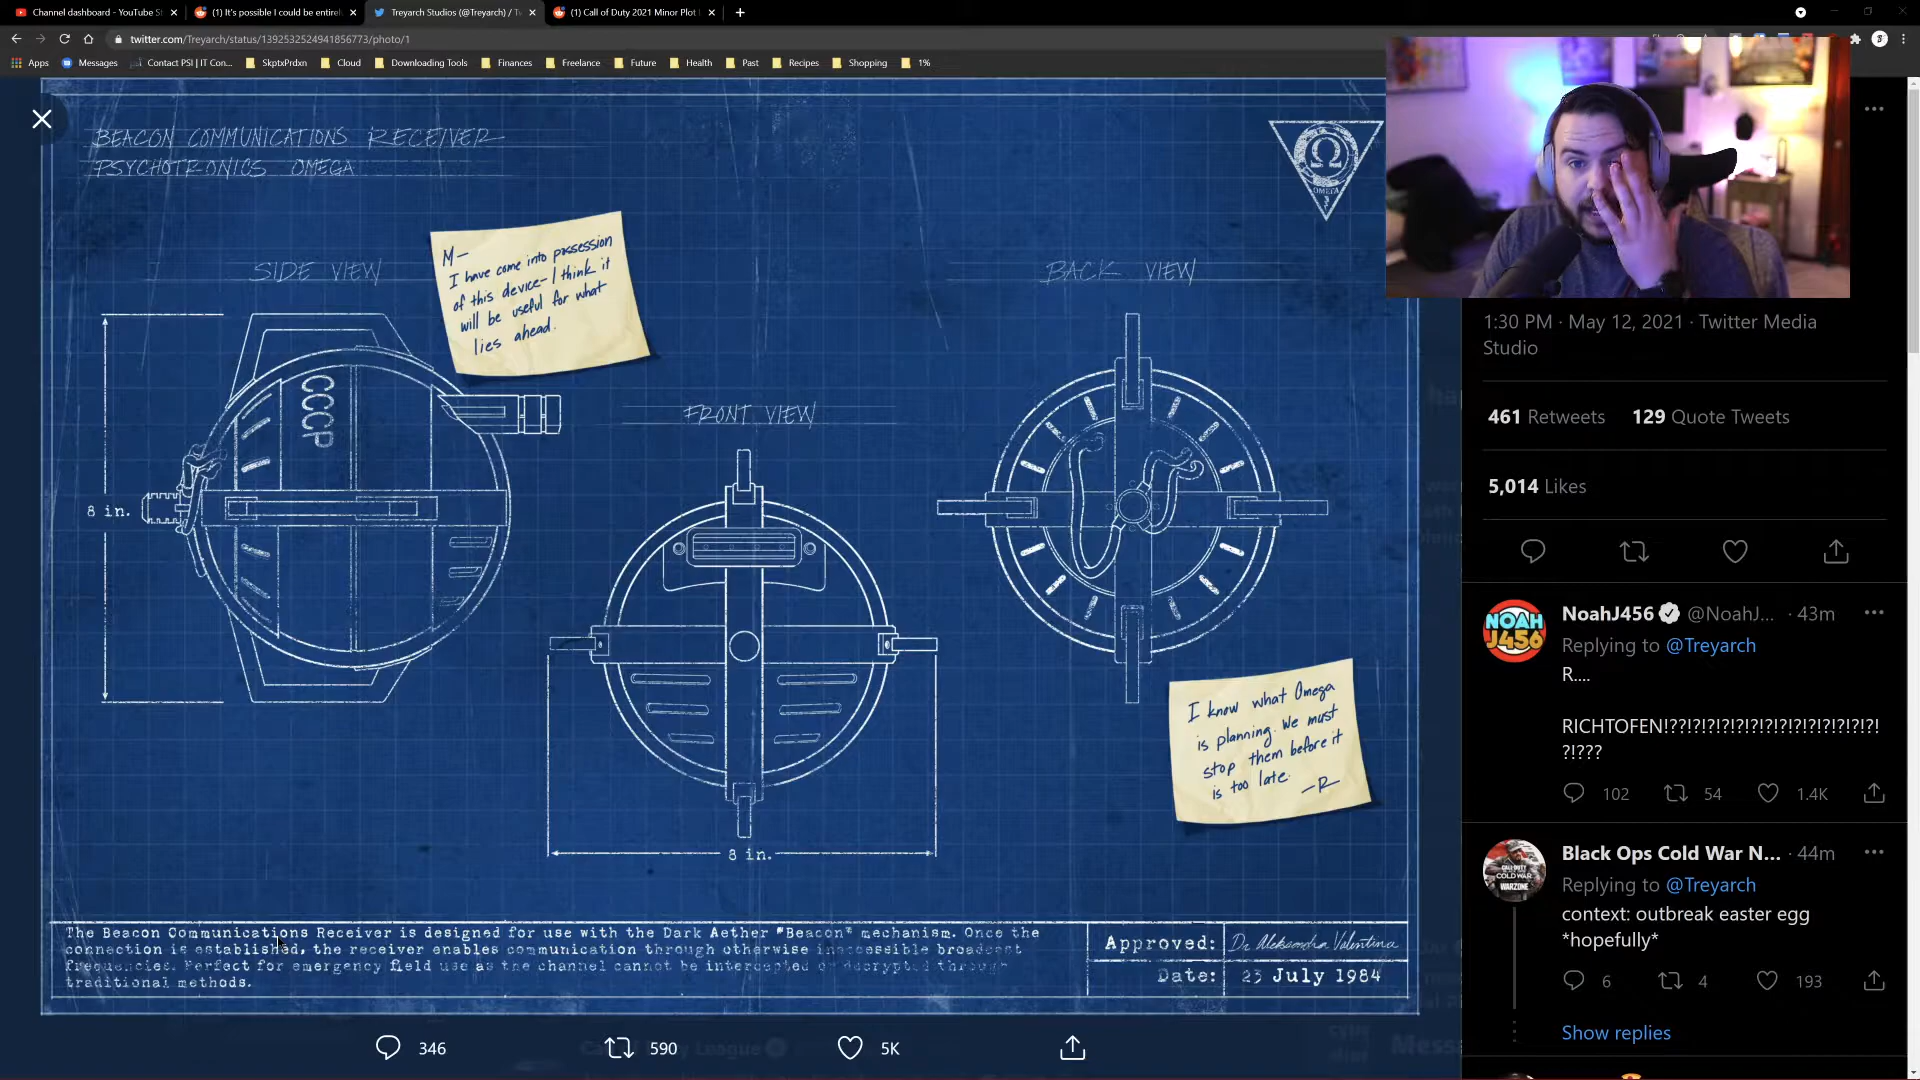 Channel dashboard - YouTube S
(1) It's possible I could be entirel
Treyarch Studios (@Treyarch) / Tw
(1) Call of Duty 2021 Minor Plot
twitter.com/Treyarch/status/1392532524941856773/photo/1
Apps
Messages
Contact PSI | IT Con...
SkptxPrdxn
Cloud
Downloading Tools
Finances
Freelance
Future
Health
Past
Recipes
Shopping
1%
BEACON COMMUNICATIONS RECEIVER
PSYCHOTRONICS OMEGA
Ω
OMEGA
M-
I have come into possession
of this device- I think it
will be useful for what
lies ahead.
SIDE VIEW
BACK VIEW
FRONT VIEW
CCCP
8 in.
8 in.
I know what Omega
is planning. We must
stop them before it
is too late.
-R
The Beacon Communications Receiver is designed for use with the Dark Aether "Beacon" mechanism. Once the
connection is established, the receiver enables communication through otherwise inaccessible broadcast
frequencies. Perfect for emergency field use as the channel cannot be intercepted or decrypted through
traditional methods.
Approved: Dr Aleksandra Valentina
Date: 23 July 1984
346
590
5K
1:30 PM · May 12, 2021 · Twitter Media
Studio
461 Retweets 129 Quote Tweets
5,014 Likes
NOAH
J456
NoahJ456 @NoahJ... · 43m
Replying to @Treyarch
R....
RICHTOFEN!??!?!?!?!?!?!?!?!?!?!?!?!?!?!
?!???
102 54 1.4K
CALL OF DUTY
COLD WAR
WARZONE
Black Ops Cold War N... · 44m
Replying to @Treyarch
context: outbreak easter egg
*hopefully*
6 4 193
Show replies